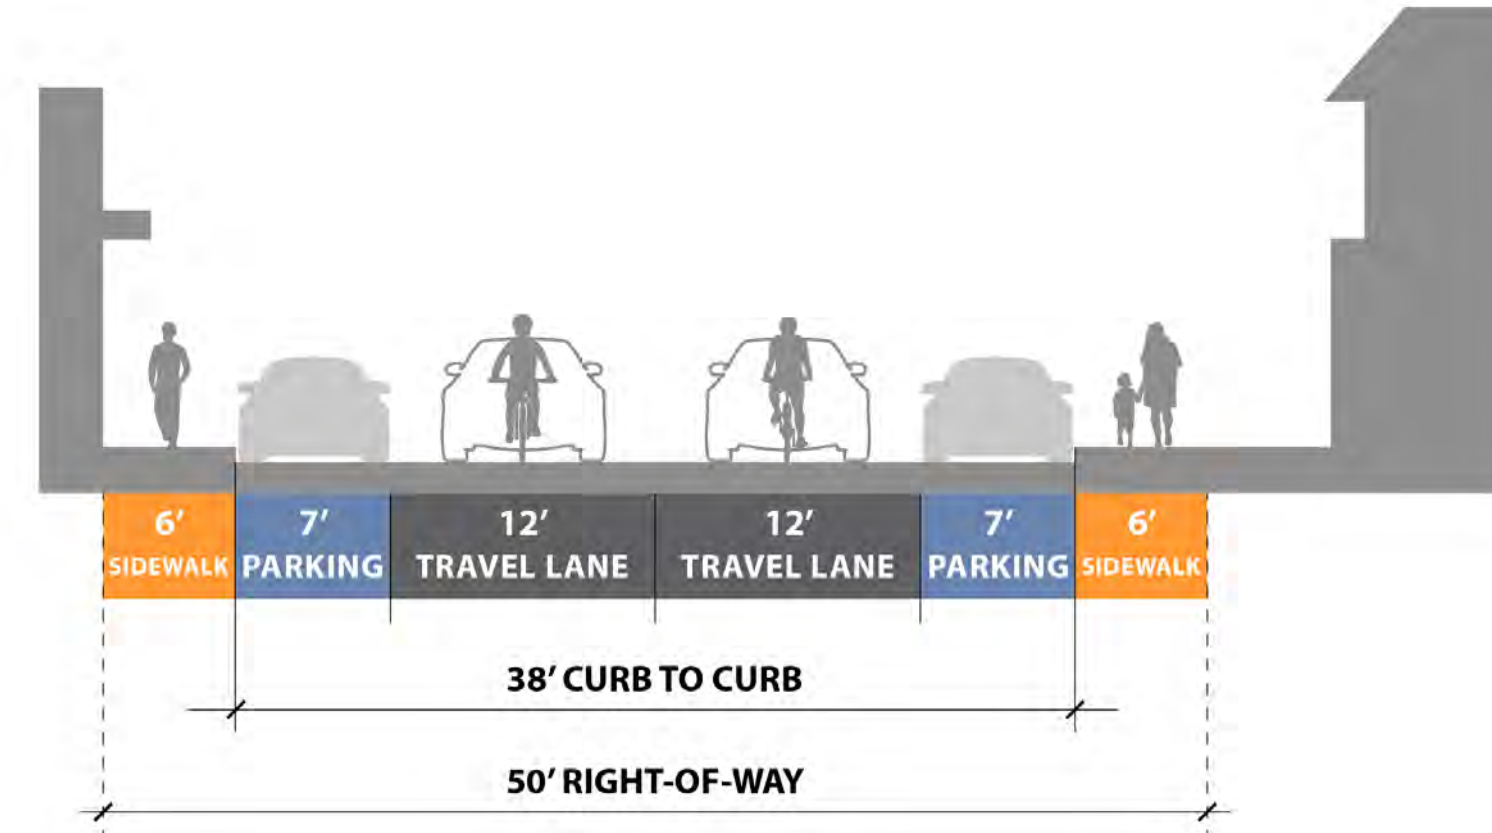 6’
SIDEWALK
7’
PARKING
12’
TRAVEL LANE
12’
TRAVEL LANE
7’
PARKING
6’
SIDEWALK
38’ CURB TO CURB
50’ RIGHT-OF-WAY